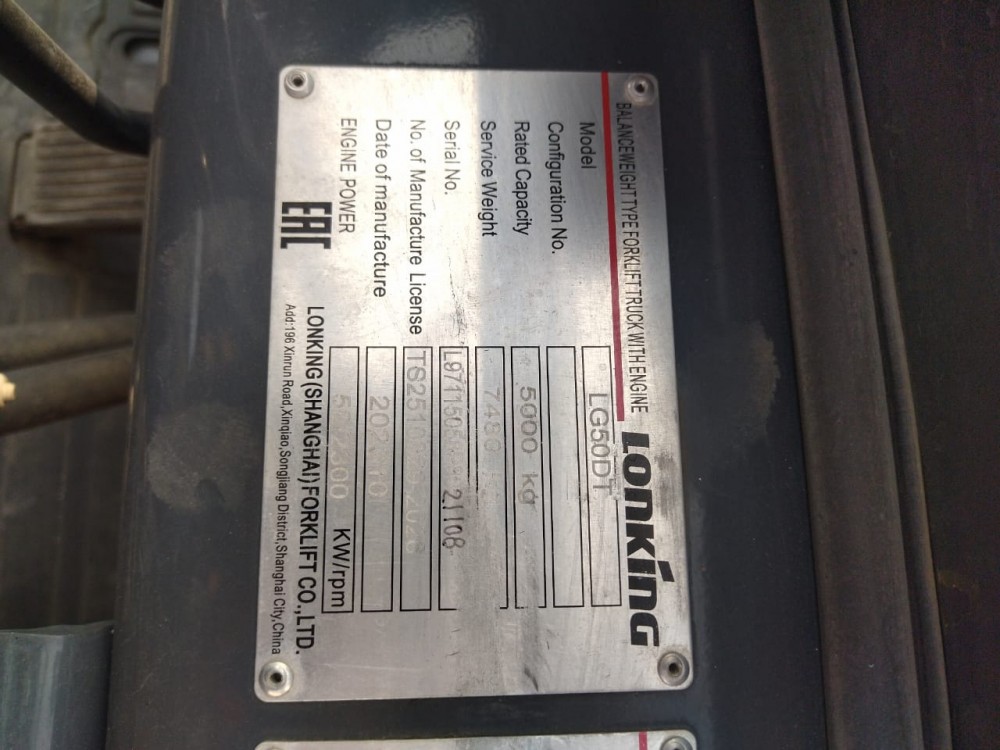 BALANCEWEIGHT TYPE FORKLIFT TRUCK WITH ENGINE LONKING
Model LG50DT
Configuration No.
Rated Capacity 5000 kg
Service Weight 7480
Serial No. 21108
No. of Manufacture License
Date of manufacture
ENGINE POWER KW/rpm
EAC LONKING (SHANGHAI) FORKLIFT CO.,LTD.
Add:196 Xinrun Road,Xinqiao,Songjiang District,Shanghai City,China